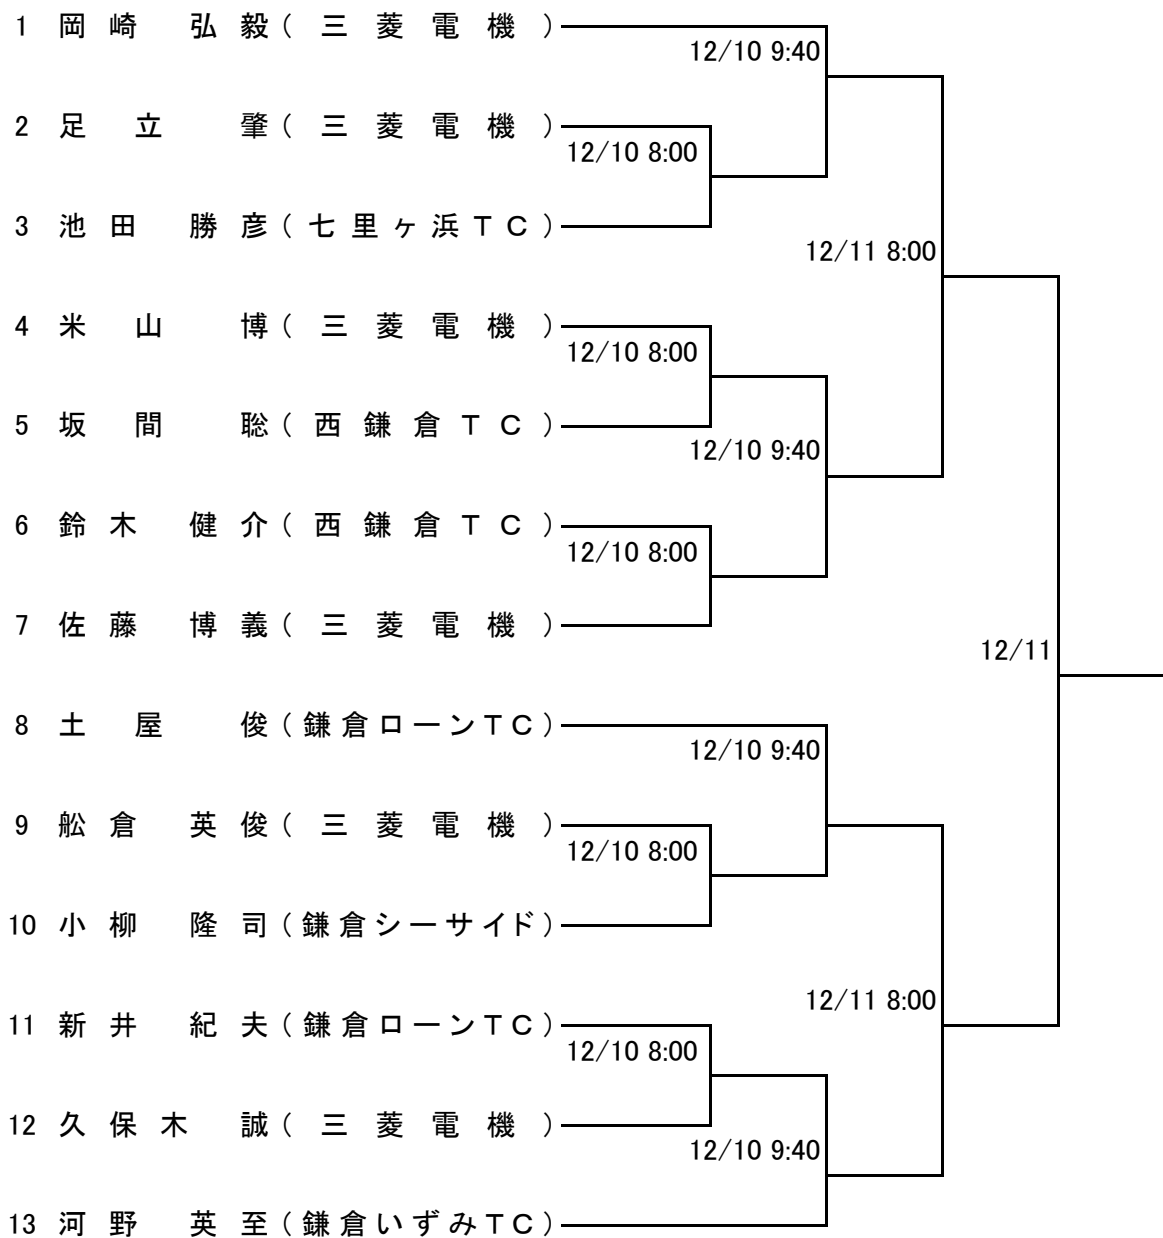 1 岡崎 弘毅(三菱電機)
12/10 9:40
2 足立 肇(三菱電機)
12/10 8:00
3 池田 勝彦(七里ヶ浜TC)
12/11 8:00
4 米山 博(三菱電機)
12/10 8:00
5 坂間 聡(西鎌倉TC)
12/10 9:40
6 鈴木 健介(西鎌倉TC)
12/10 8:00
7 佐藤 博義(三菱電機)
12/11
8 土屋 俊(鎌倉ローンTC)
12/10 9:40
9 舩倉 英俊(三菱電機)
12/10 8:00
10 小柳 隆司(鎌倉シーサイド)
12/11 8:00
11 新井 紀夫(鎌倉ローンTC)
12/10 8:00
12 久保木 誠(三菱電機)
12/10 9:40
13 河野 英至(鎌倉いずみTC)